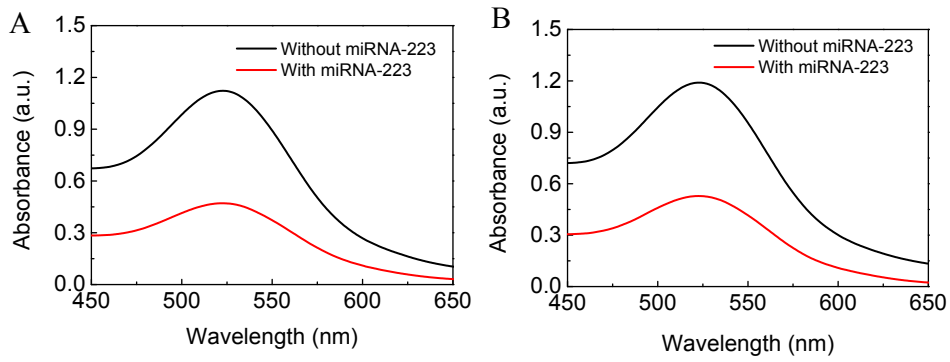 A
Absorbance (a.u.)
1.5
1.2
0.9
0.6
0.3
0.0
Without miRNA-223
With miRNA-223
450 500 550 600 650
Wavelength (nm)
B
Absorbance (a.u.)
1.5
1.2
0.9
0.6
0.3
0.0
Without miRNA-223
With miRNA-223
450 500 550 600 650
Wavelength (nm)